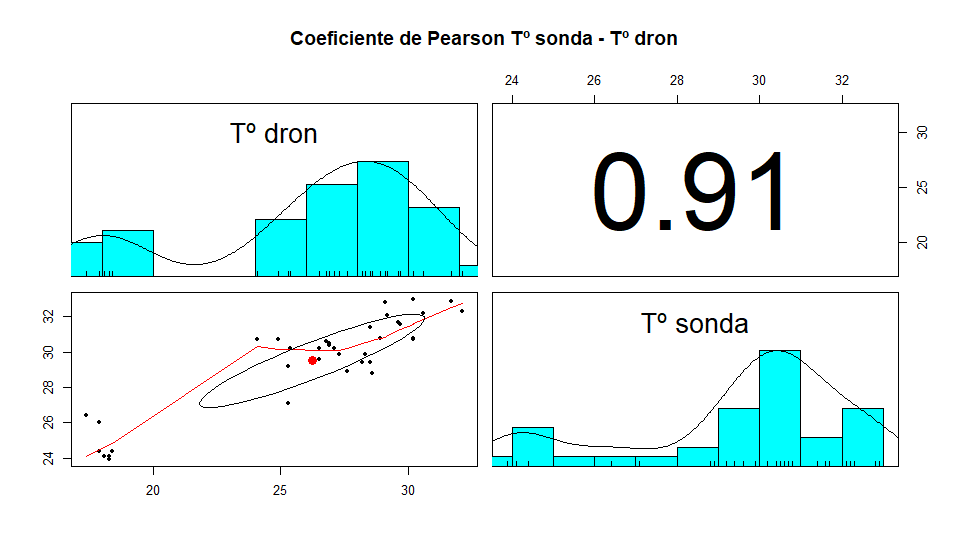 Coeficiente de Pearson Tº sonda - Tº dron
24 26 28 30 32
Tº dron
0.91
30
25
20
Tº sonda
32
30
28
26
24
20 25 30